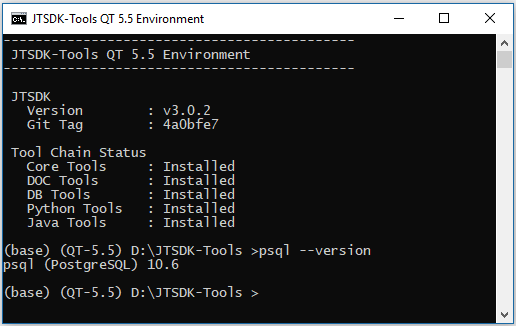 JTSDK-Tools QT 5.5 Environment
--------------------------------------------
JTSDK-Tools QT 5.5 Environment
--------------------------------------------
JTSDK
Version : v3.0.2
Git Tag : 4a0bfe7
Tool Chain Status
Core Tools : Installed
DOC Tools : Installed
DB Tools : Installed
Python Tools : Installed
Java Tools : Installed
(base) (QT-5.5) D:\JTSDK-Tools >psql --version
psql (PostgreSQL) 10.6
(base) (QT-5.5) D:\JTSDK-Tools >